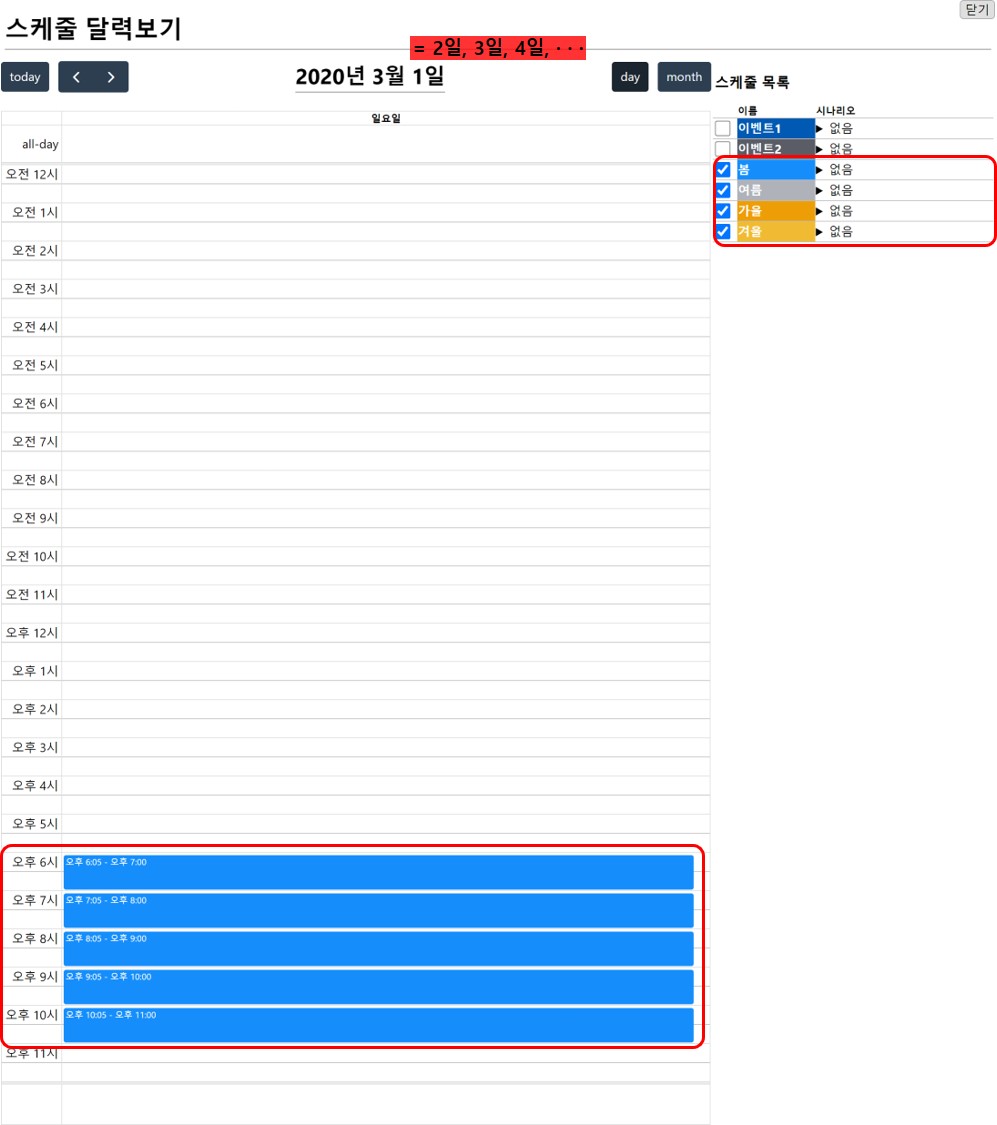 닫기
스케줄 달력보기
= 2일, 3일, 4일, · · ·
today
2020년 3월 1일
day
month
스케줄 목록
이름 시나리오
이벤트1 ▶ 없음
이벤트2 ▶ 없음
봄 ▶ 없음
여름 ▶ 없음
가을 ▶ 없음
겨울 ▶ 없음
일요일
all-day
오전 12시
오전 1시
오전 2시
오전 3시
오전 4시
오전 5시
오전 6시
오전 7시
오전 8시
오전 9시
오전 10시
오전 11시
오후 12시
오후 1시
오후 2시
오후 3시
오후 4시
오후 5시
오후 6시 오후 6:05 - 오후 7:00
오후 7시 오후 7:05 - 오후 8:00
오후 8시 오후 8:05 - 오후 9:00
오후 9시 오후 9:05 - 오후 10:00
오후 10시 오후 10:05 - 오후 11:00
오후 11시